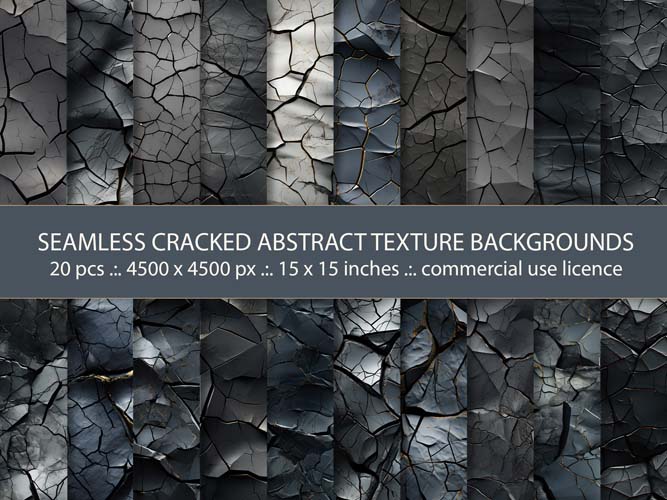 SEAMLESS CRACKED ABSTRACT TEXTURE BACKGROUNDS
20 pcs .:. 4500 x 4500 px .:. 15 x 15 inches .:. commercial use licence